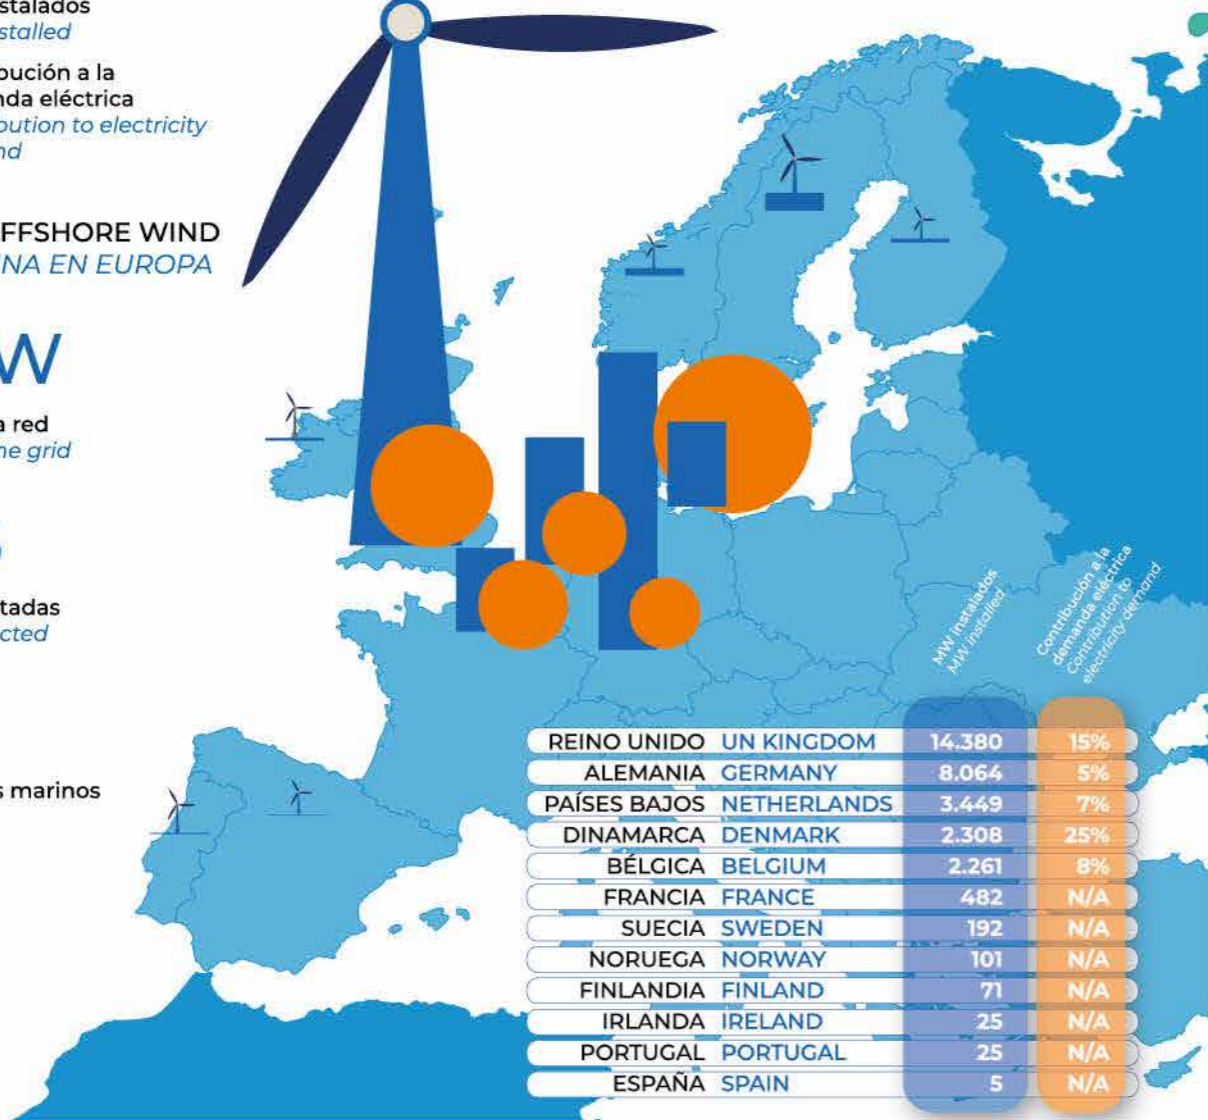 stalados
stalled
bución a la
nda eléctrica
bution to electricity
nd
FFSHORE WIND
INA EN EUROPA
W
a red
he grid
tadas
cted
s marinos
MW instalados
MW installed
Contribución a la
demanda eléctrica
Contribution to
electricity demand
REINO UNIDO UN KINGDOM 14.380 15%
ALEMANIA GERMANY 8.064 5%
PAÍSES BAJOS NETHERLANDS 3.449 7%
DINAMARCA DENMARK 2.308 25%
BÉLGICA BELGIUM 2.261 8%
FRANCIA FRANCE 482 N/A
SUECIA SWEDEN 192 N/A
NORUEGA NORWAY 101 N/A
FINLANDIA FINLAND 71 N/A
IRLANDA IRELAND 25 N/A
PORTUGAL PORTUGAL 25 N/A
ESPAÑA SPAIN 5 N/A